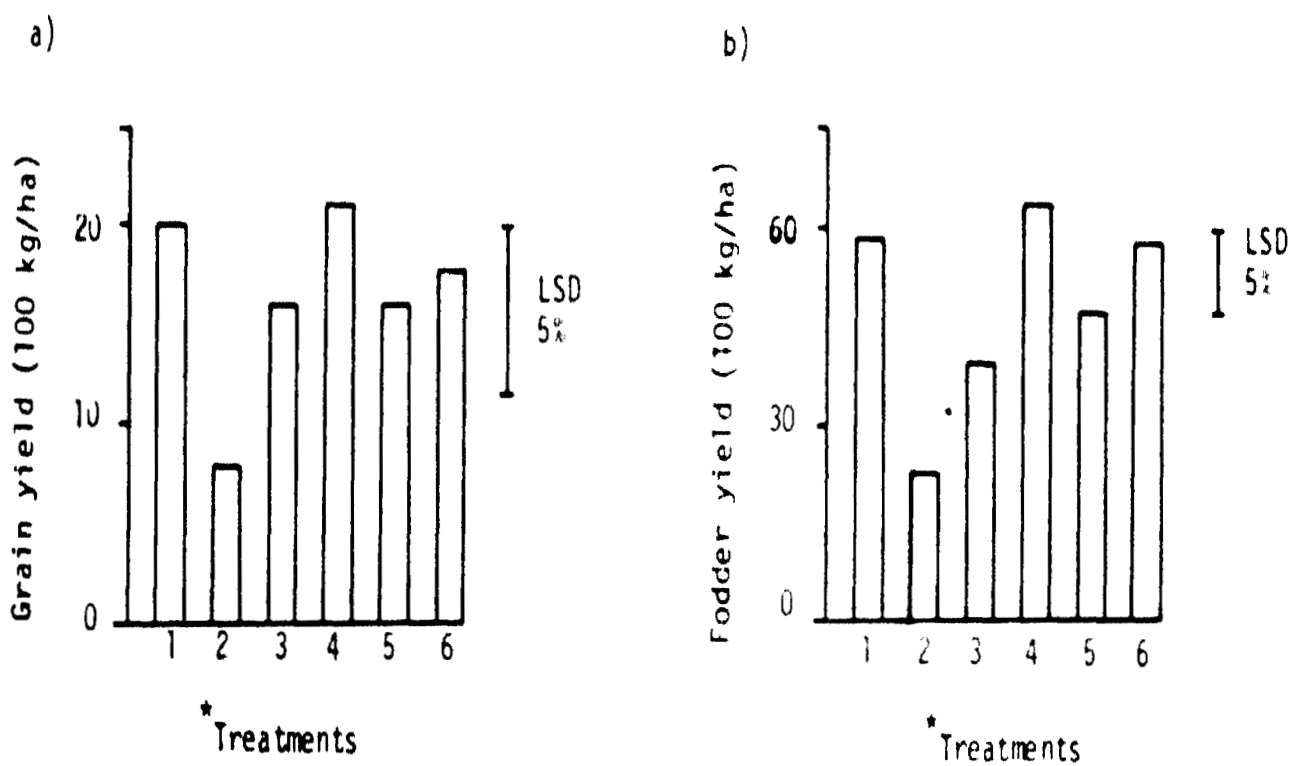 a)
Grain yield (100 kg/ha)
20
10
0
1 2 3 4 5 6
LSD
5%
*Treatments
b)
Fodder yield (100 kg/ha)
60
30
0
1 2 3 4 5 6
LSD
5%
*Treatments